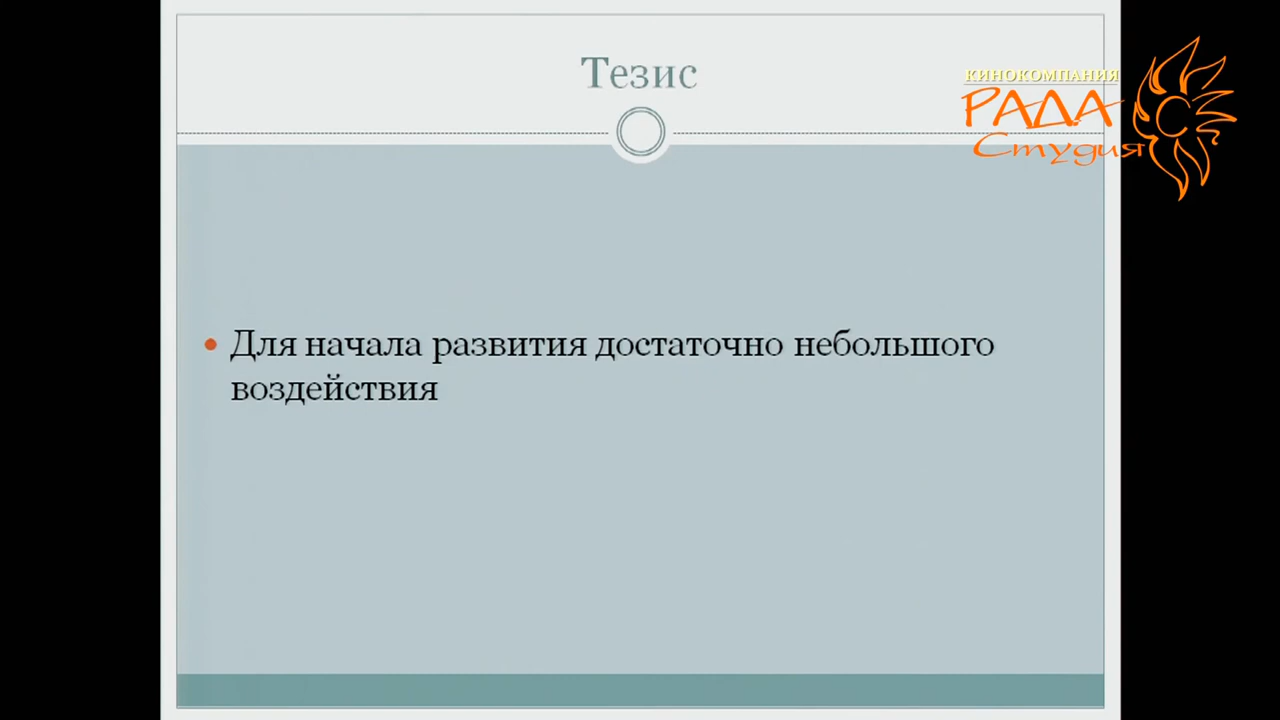 Тезис
КИНОКОМПАНИЯ
РАДА
Студия
Для начала развития достаточно небольшого
воздействия